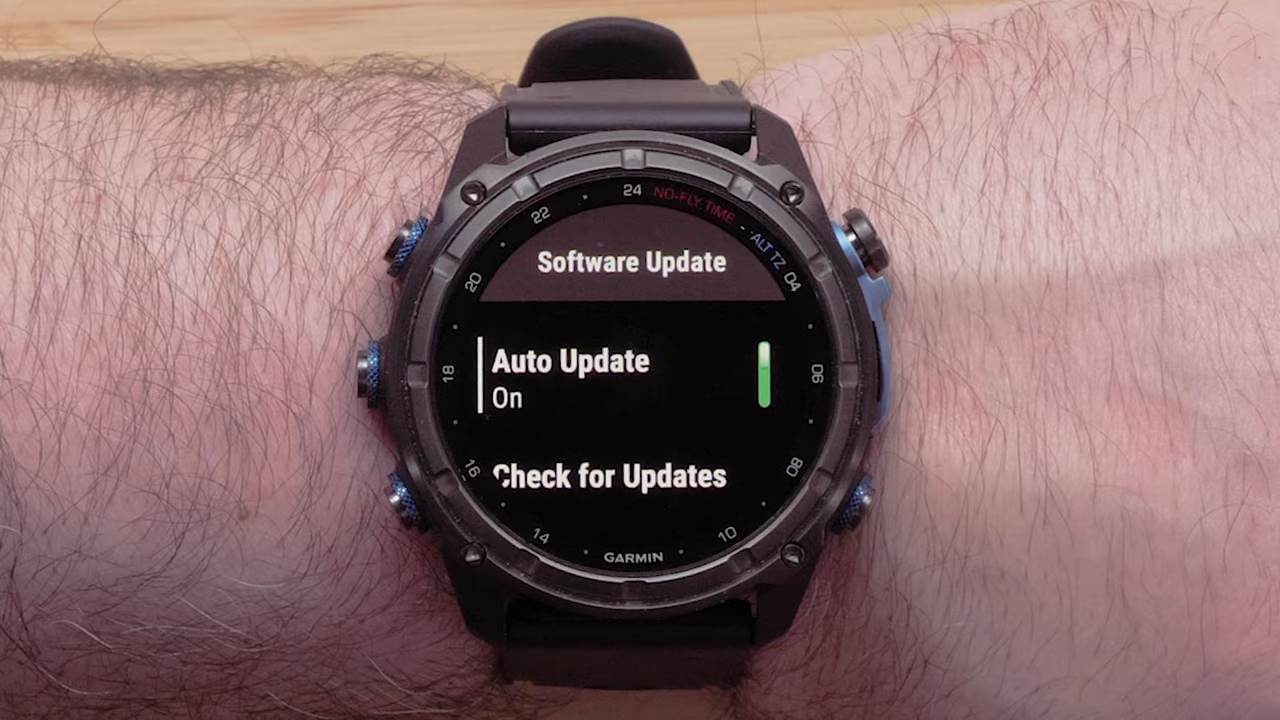 24
NO-FLY TIME
ALT TZ
04
06
08
10
GARMIN
14
16
18
20
22
Software Update
Auto Update
On
Check for Updates